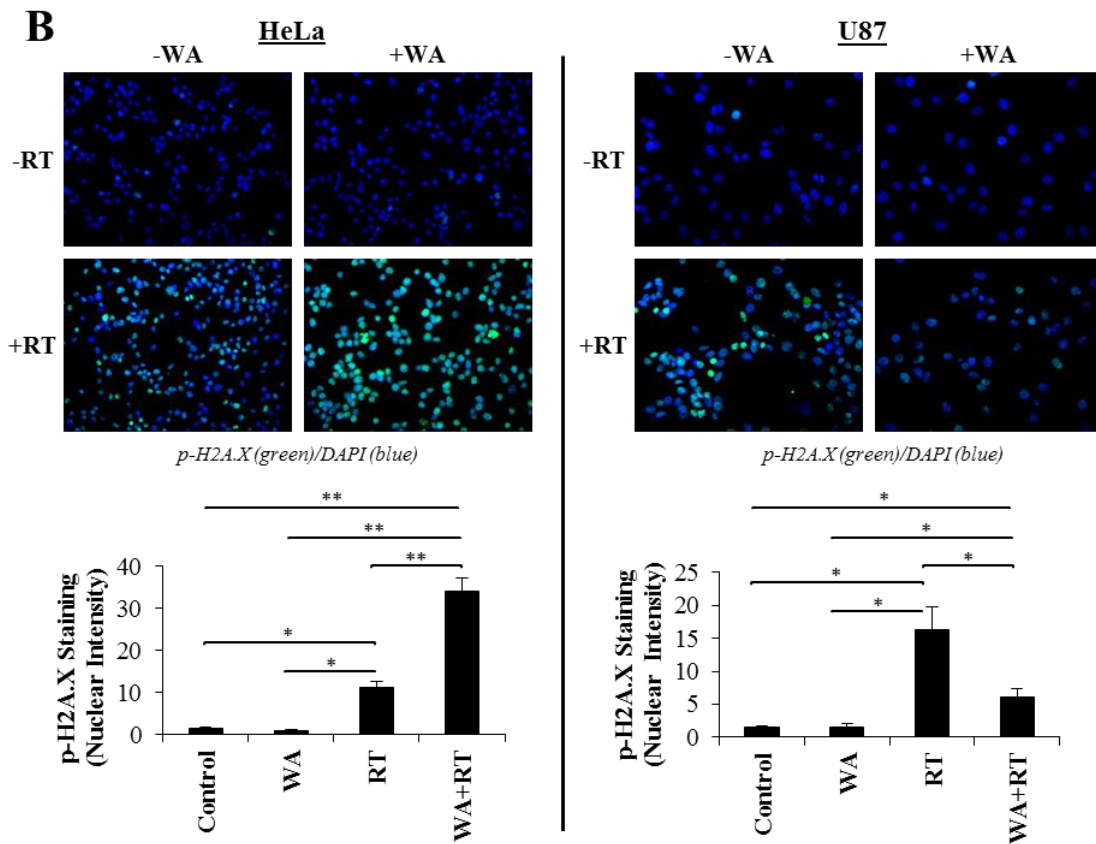 B
HeLa
-WA +WA
-RT
+RT
p-H2A.X (green)/DAPI (blue)
**
**
**
*
*
p-H2A.X Staining
(Nuclear Intensity)
40
30
20
10
0
Control
WA
RT
WA+RT
U87
-WA +WA
-RT
+RT
p-H2A.X (green)/DAPI (blue)
*
*
*
*
*
p-H2A.X Staining
(Nuclear Intensity)
25
20
15
10
5
0
Control
WA
RT
WA+RT